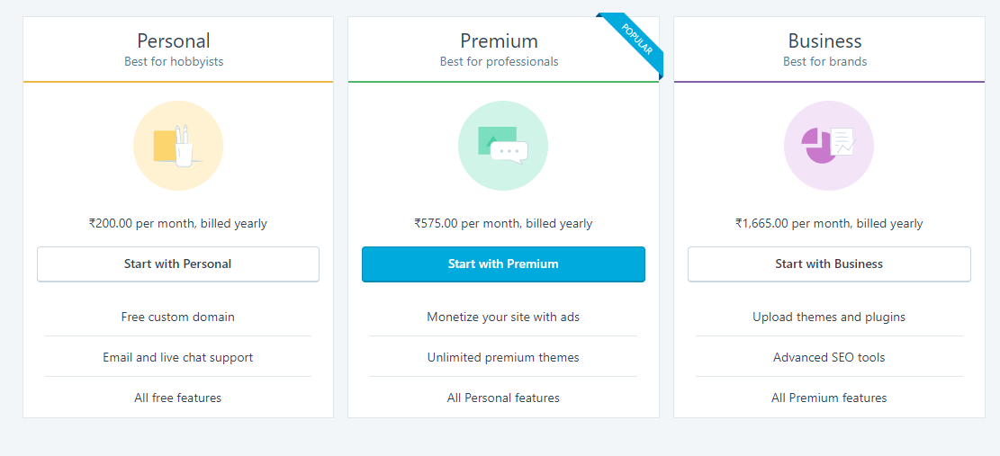 Personal
Best for hobbyists
₹200.00 per month, billed yearly
Start with Personal
Free custom domain
Email and live chat support
All free features
Premium
Best for professionals
POPULAR
₹575.00 per month, billed yearly
Start with Premium
Monetize your site with ads
Unlimited premium themes
All Personal features
Business
Best for brands
₹1,665.00 per month, billed yearly
Start with Business
Upload themes and plugins
Advanced SEO tools
All Premium features